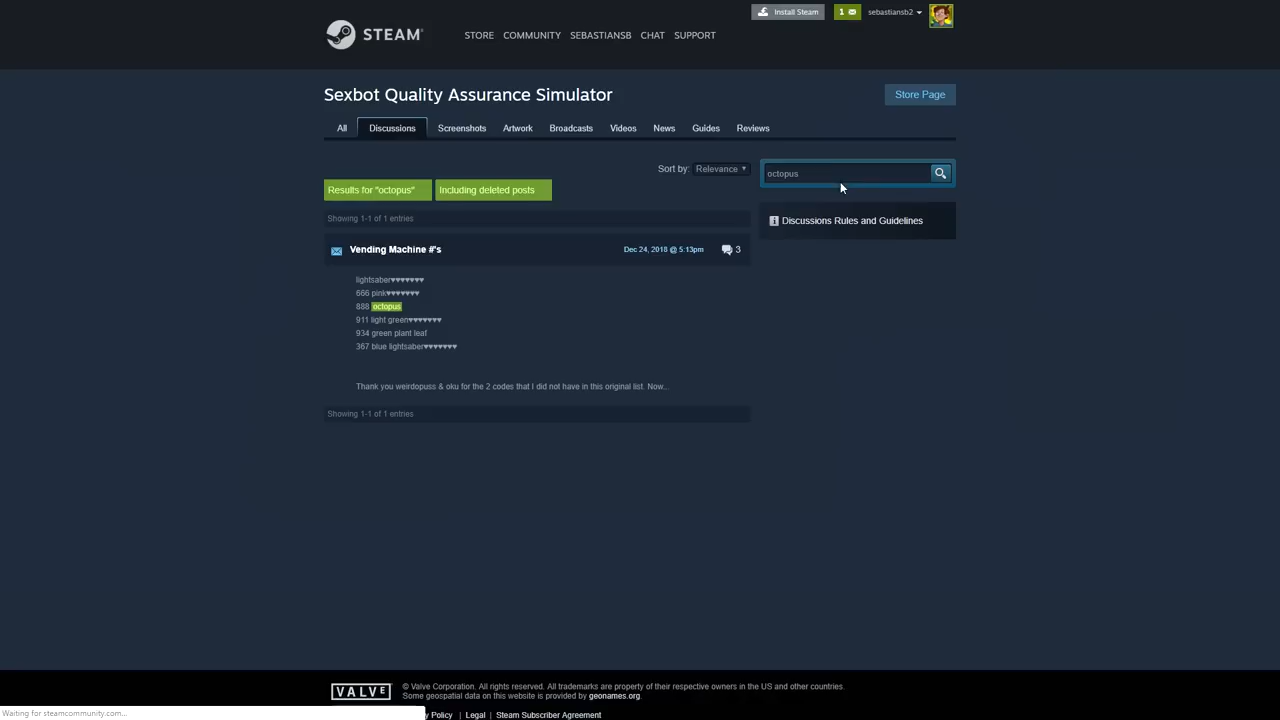 Install Steam
1
sebastiansb2
STEAM®
STORE COMMUNITY SEBASTIANSB CHAT SUPPORT
Sexbot Quality Assurance Simulator
Store Page
All Discussions Screenshots Artwork Broadcasts Videos News Guides Reviews
Sort by: Relevance
octopus
Results for "octopus" Including deleted posts
Showing 1-1 of 1 entries
Discussions Rules and Guidelines
Vending Machine #'s
Dec 24, 2018 @ 5:13pm
3
lightsaber♥♥♥♥♥♥♥
666 pink♥♥♥♥♥♥♥
888 octopus
911 light green♥♥♥♥♥♥♥
934 green plant leaf
367 blue lightsaber♥♥♥♥♥♥♥
Thank you weirdopuss & oku for the 2 codes that I did not have in this original list. Now...
Showing 1-1 of 1 entries
VALVE
© Valve Corporation. All rights reserved. All trademarks are property of their respective owners in the US and other countries.
Some geospatial data on this website is provided by geonames.org.
y Policy | Legal | Steam Subscriber Agreement
Waiting for steamcommunity.com...